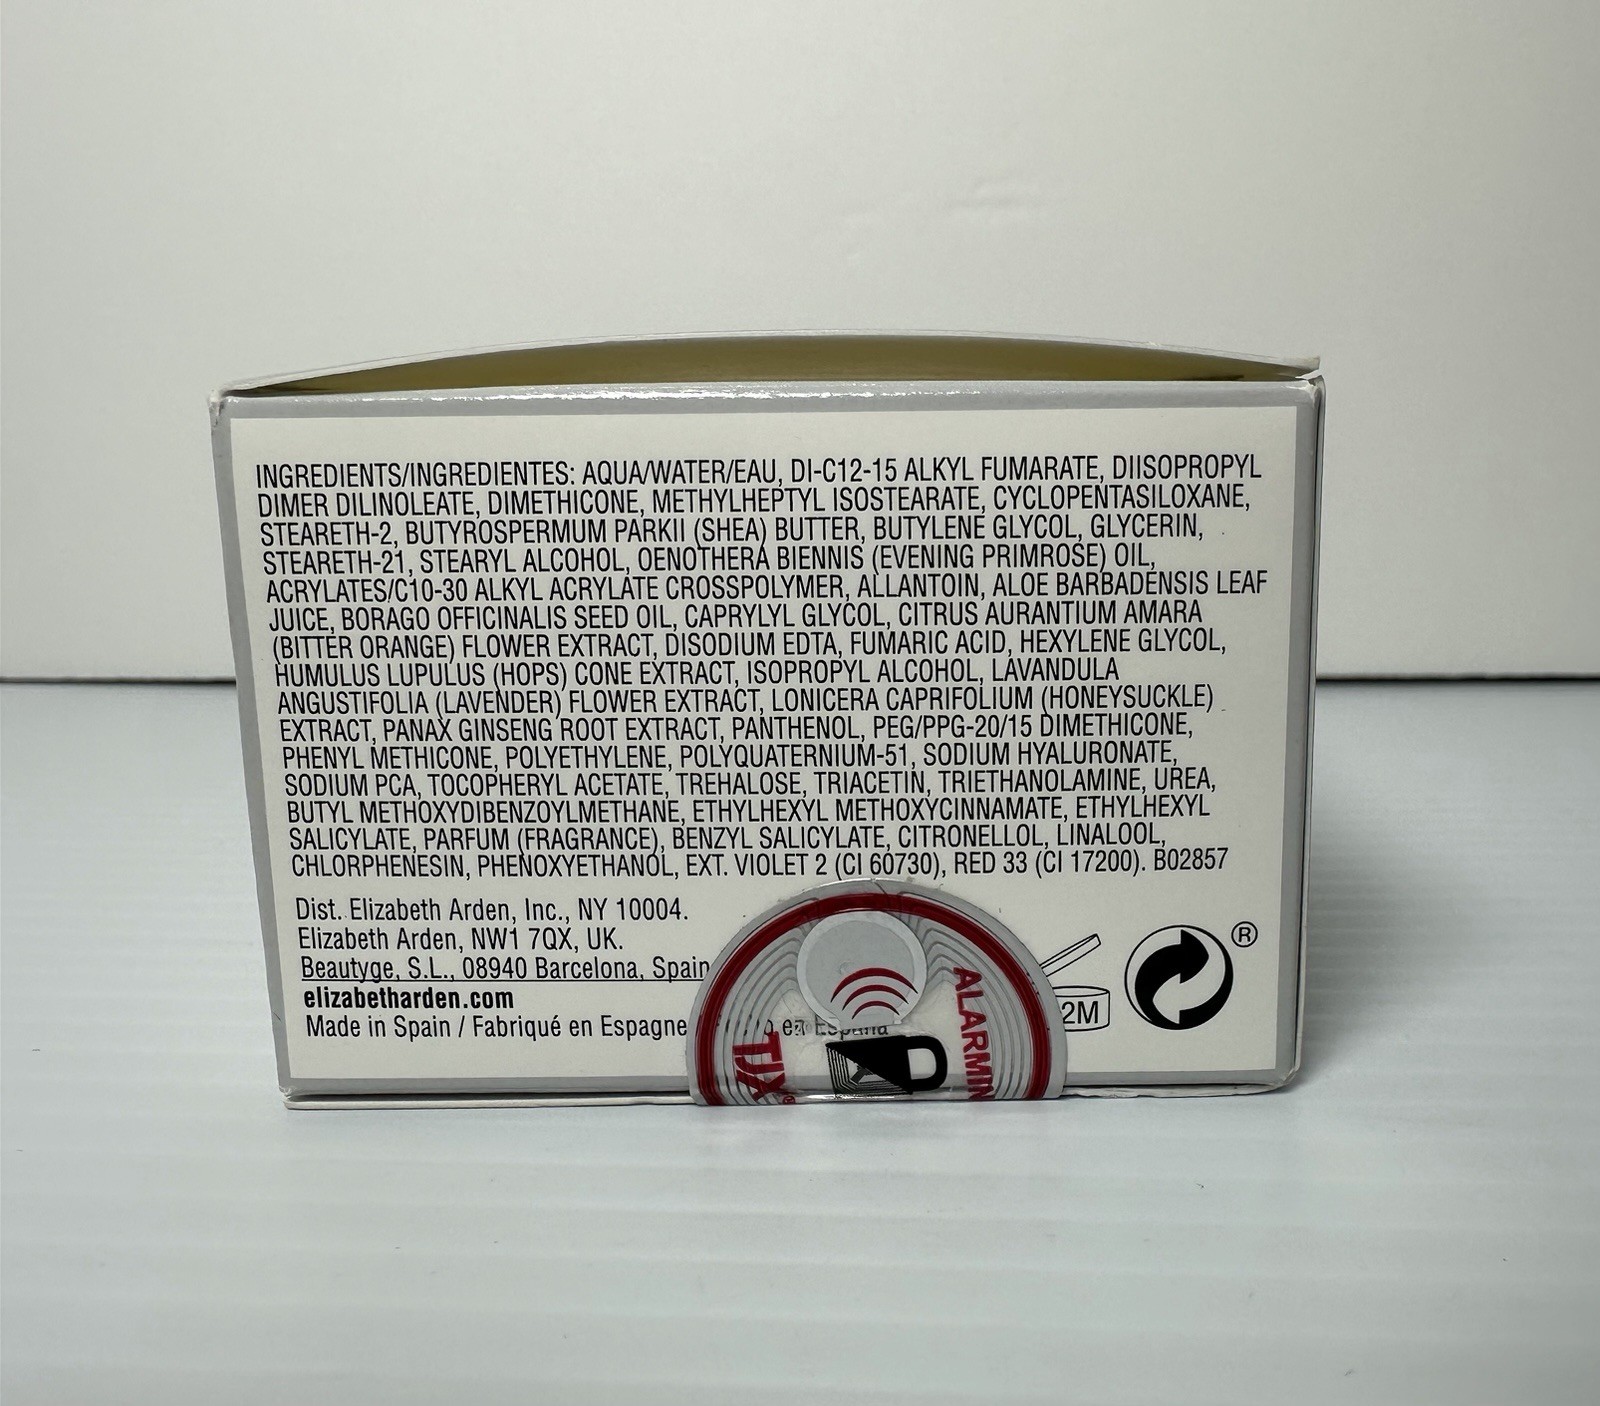 INGREDIENTS/INGREDIENTES: AQUA/WATER/EAU, DI-C12-15 ALKYL FUMARATE, DIISOPROPYL
DIMER DILINOLEATE, DIMETHICONE, METHYLHEPTYL ISOSTEARATE, CYCLOPENTASILOXANE,
STEARETH-2, BUTYROSPERMUM PARKII (SHEA) BUTTER, BUTYLENE GLYCOL, GLYCERIN,
STEARETH-21, STEARYL ALCOHOL, OENOTHERA BIENNIS (EVENING PRIMROSE) OIL,
ACRYLATES/C10-30 ALKYL ACRYLATE CROSSPOLYMER, ALLANTOIN, ALOE BARBADENSIS LEAF
JUICE, BORAGO OFFICINALIS SEED OIL, CAPRYLYL GLYCOL, CITRUS AURANTIUM AMARA
(BITTER ORANGE) FLOWER EXTRACT, DISODIUM EDTA, FUMARIC ACID, HEXYLENE GLYCOL,
HUMULUS LUPULUS (HOPS) CONE EXTRACT, ISOPROPYL ALCOHOL, LAVANDULA
ANGUSTIFOLIA (LAVENDER) FLOWER EXTRACT, LONICERA CAPRIFOLIUM (HONEYSUCKLE)
EXTRACT, PANAX GINSENG ROOT EXTRACT, PANTHENOL, PEG/PPG-20/15 DIMETHICONE,
PHENYL METHICONE, POLYETHYLENE, POLYQUATERNIUM-51, SODIUM HYALURONATE,
SODIUM PCA, TOCOPHERYL ACETATE, TREHALOSE, TRIACETIN, TRIETHANOLAMINE, UREA,
BUTYL METHOXYDIBENZOYLMETHANE, ETHYLHEXYL METHOXYCINNAMATE, ETHYLHEXYL
SALICYLATE, PARFUM (FRAGRANCE), BENZYL SALICYLATE, CITRONELLOL, LINALOOL,
CHLORPHENESIN, PHENOXYETHANOL, EXT. VIOLET 2 (CI 60730), RED 33 (CI 17200). B02857
Dist. Elizabeth Arden, Inc., NY 10004.
Elizabeth Arden, NW1 7QX, UK.
Beautyge, S.L., 08940 Barcelona, Spain
elizabetharden.com
Made in Spain / Fabriqué en Espagne en España
2M
®
TJX®
ALARMIN